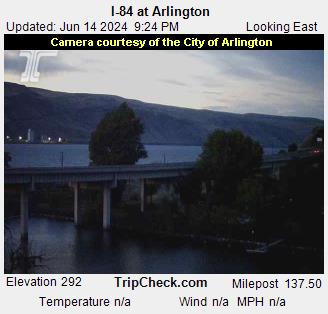 I-84 at Arlington
Updated: Jun 14 2024 9:24 PM Looking East
Camera courtesy of the City of Arlington
Elevation 292 TripCheck.com Milepost 137.50
Temperature n/a Wind n/a MPH n/a